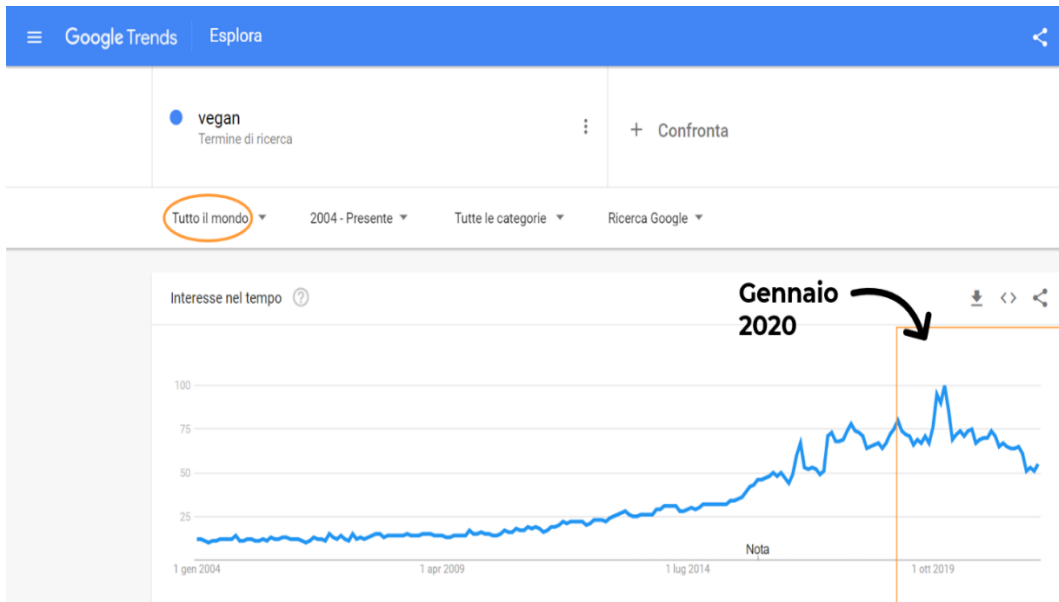 Google Trends Esplora
vegan
Termine di ricerca
+ Confronta
Tutto il mondo 2004 - Presente Tutte le categorie Ricerca Google
Interesse nel tempo ?
Gennaio
2020
100
75
50
25
Nota
1 gen 2004 1 apr 2009 1 lug 2014 1 ott 2019